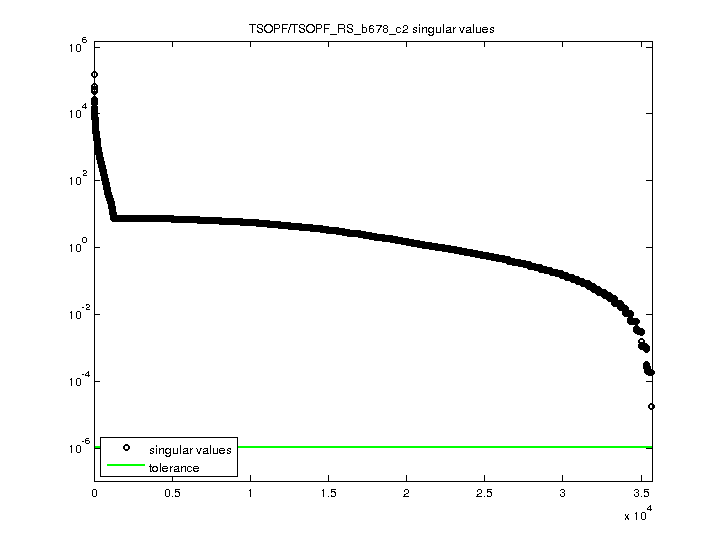 TSOPF/TSOPF_RS_b678_c2 singular values
10^6
10^4
10^2
10^0
10^-2
10^-4
10^-6
singular values
tolerance
0 0.5 1 1.5 2 2.5 3 3.5
x 10^4